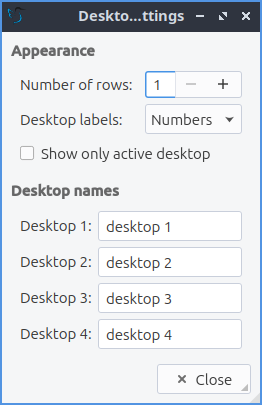 Deskto...ttings
Appearance
Number of rows: 1
Desktop labels: Numbers
Show only active desktop
Desktop names
Desktop 1: desktop 1
Desktop 2: desktop 2
Desktop 3: desktop 3
Desktop 4: desktop 4
Close